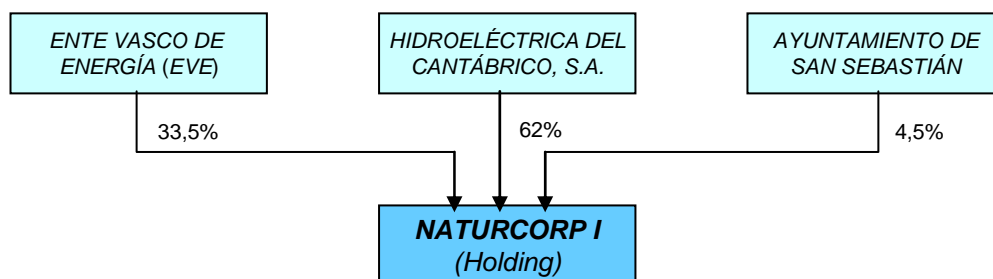 ENTE VASCO DE
ENERGÍA (EVE)
HIDROELÉCTRICA DEL
CANTÁBRICO, S.A.
AYUNTAMIENTO DE
SAN SEBASTIÁN
33,5%
62%
4,5%
NATURCORP I
(Holding)